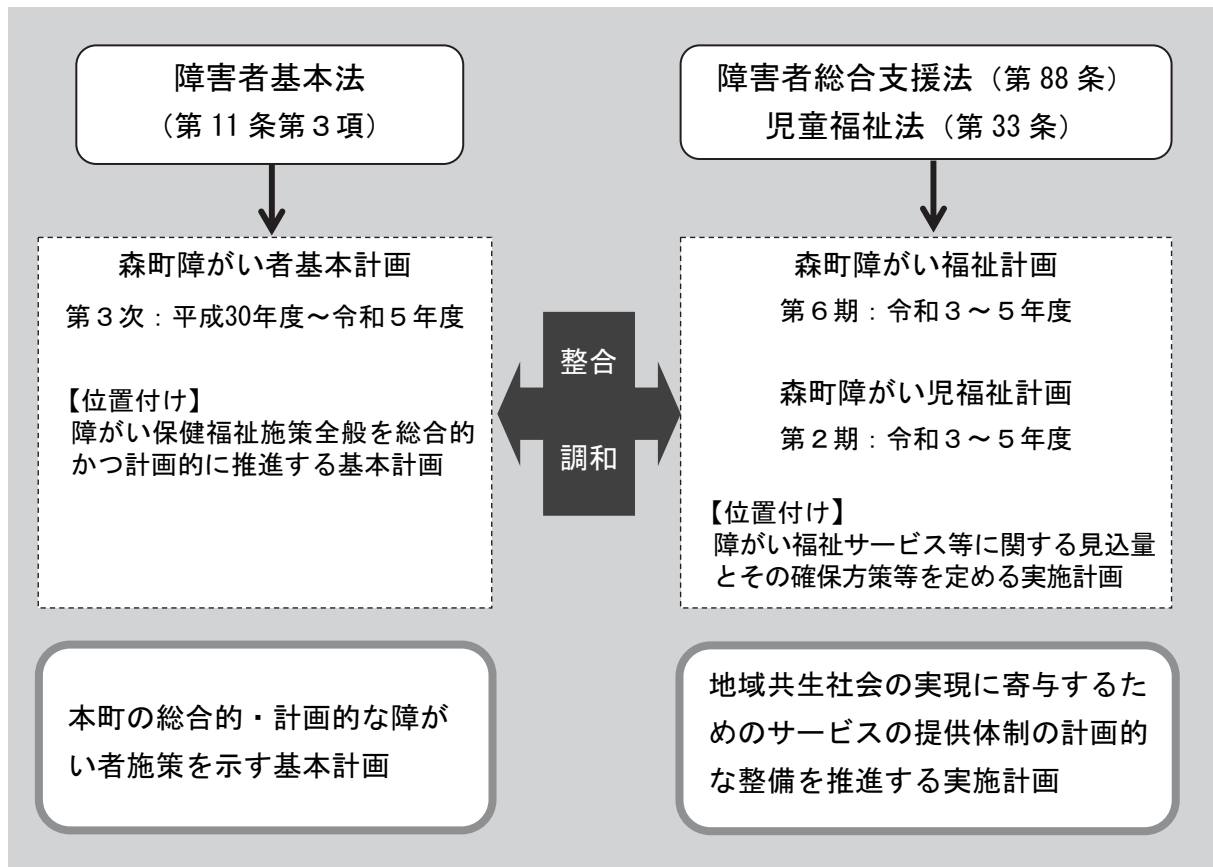 障害者基本法
（第 11 条第３項）
障害者総合支援法（第 88 条）
児童福祉法（第 33 条）
森町障がい者基本計画
第３次：平成30年度～令和５年度
【位置付け】
障がい保健福祉施策全般を総合的
かつ計画的に推進する基本計画
整合
調和
森町障がい福祉計画
第６期：令和３～５年度
森町障がい児福祉計画
第２期：令和３～５年度
【位置付け】
障がい福祉サービス等に関する見込量
とその確保方策等を定める実施計画
本町の総合的・計画的な障が
い者施策を示す基本計画
地域共生社会の実現に寄与するた
めのサービスの提供体制の計画的
な整備を推進する実施計画